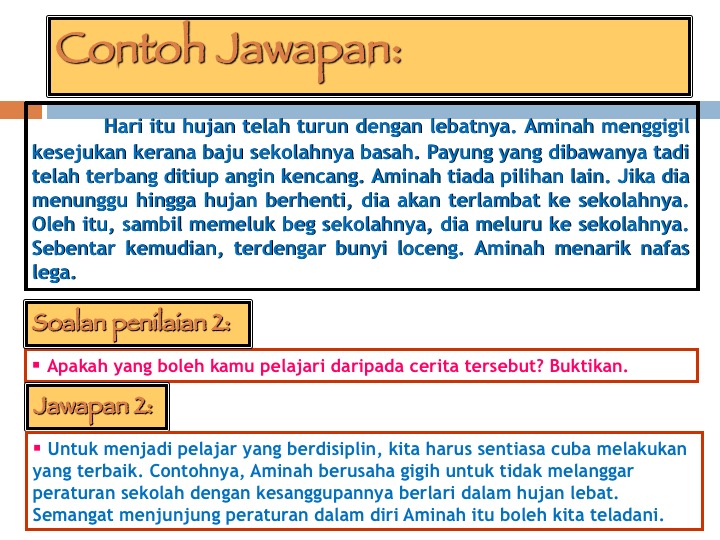 Contoh Jawapan:
Hari itu hujan telah turun dengan lebatnya. Aminah menggigil
kesejukan kerana baju sekolahnya basah. Payung yang dibawanya tadi
telah terbang ditiup angin kencang. Aminah tiada pilihan lain. Jika dia
menunggu hingga hujan berhenti, dia akan terlambat ke sekolahnya.
Oleh itu, sambil memeluk beg sekolahnya, dia meluru ke sekolahnya.
Sebentar kemudian, terdengar bunyi loceng. Aminah menarik nafas
lega.
Soalan penilaian 2:
▪ Apakah yang boleh kamu pelajari daripada cerita tersebut? Buktikan.
Jawapan 2:
▪ Untuk menjadi pelajar yang berdisiplin, kita harus sentiasa cuba melakukan
yang terbaik. Contohnya, Aminah berusaha gigih untuk tidak melanggar
peraturan sekolah dengan kesanggupannya berlari dalam hujan lebat.
Semangat menjunjung peraturan dalam diri Aminah itu boleh kita teladani.